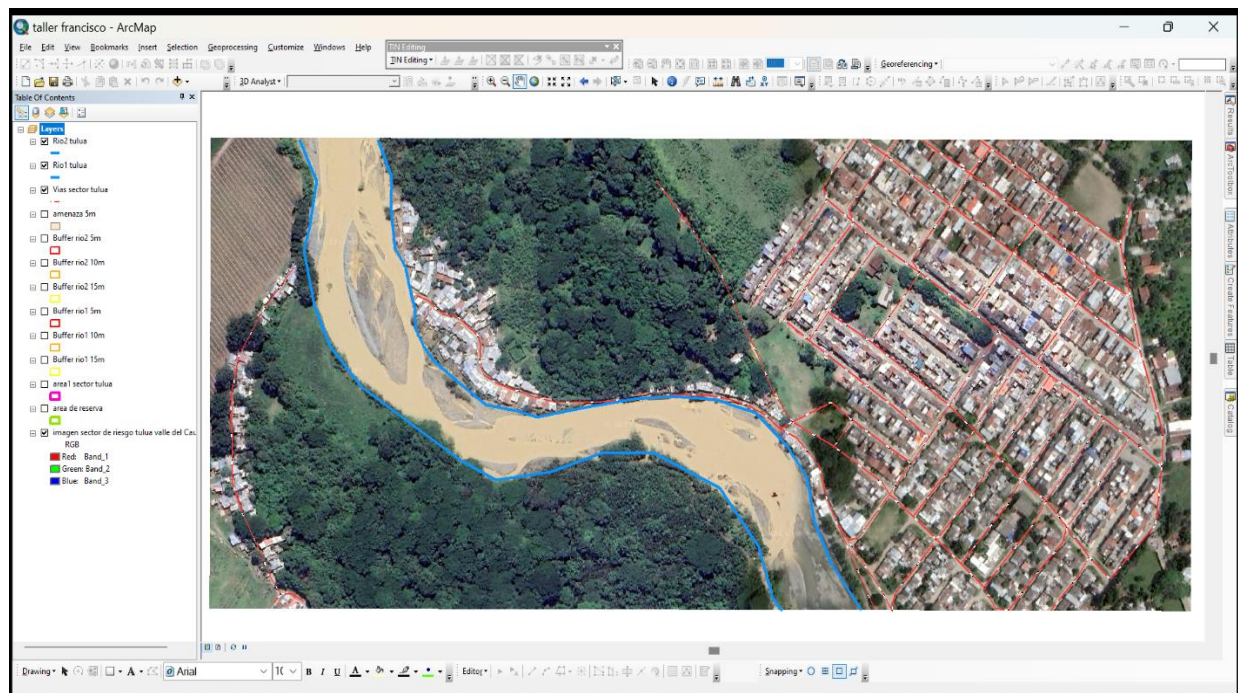 taller francisco - ArcMap
File Edit View Bookmarks Insert Selection Geoprocessing Customize Windows Help
TIN Editing
TIN Editing
Georeferencing
3D Analyst
Table Of Contents
Layers
Rio2 tulua
Rio1 tulua
Vias sector tulua
amenaza 5m
Buffer rio2 5m
Buffer rio2 10m
Buffer rio2 15m
Buffer rio1 5m
Buffer rio1 10m
Buffer rio1 15m
area1 sector tulua
area de reserva
imagen sector de riesgo tulua valle del Cau
RGB
Red: Band_1
Green: Band_2
Blue: Band_3
Results
ArcToolbox
Attributes
Create Features
Table
Catalog
Drawing A Arial 10 B I U A Editor Snapping